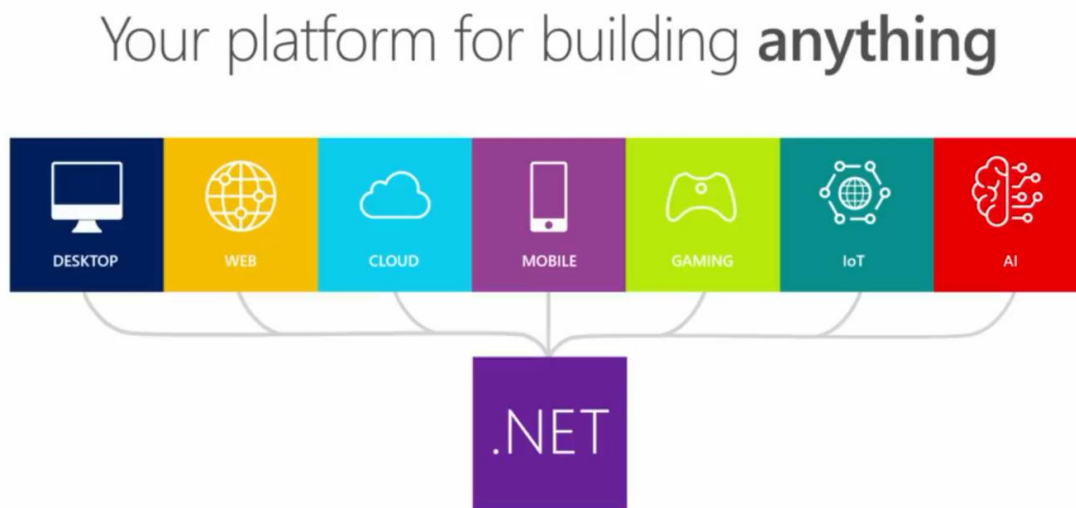 Your platform for building anything
DESKTOP WEB CLOUD MOBILE GAMING IoT AI
.NET